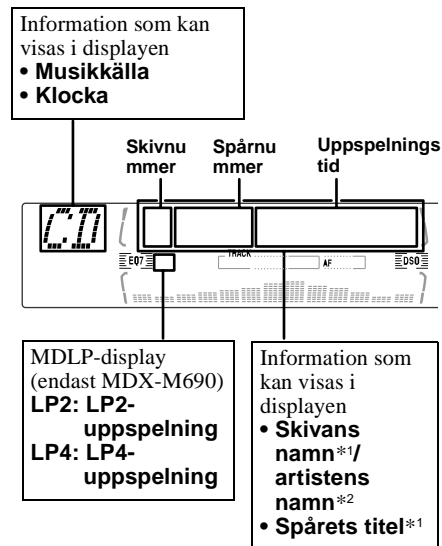 Information som kan
visas i displayen
• Musikkälla
• Klocka
Skivnu
mmer
Spårnu
mmer
Uppspelnings
tid
CD
EQ7
TRACK
AF
DSO
MDLP-display
(endast MDX-M690)
LP2: LP2-
uppspelning
LP4: LP4-
uppspelning
Information som
kan visas i
displayen
• Skivans
namn*1/
artistens
namn*2
• Spårets titel*1